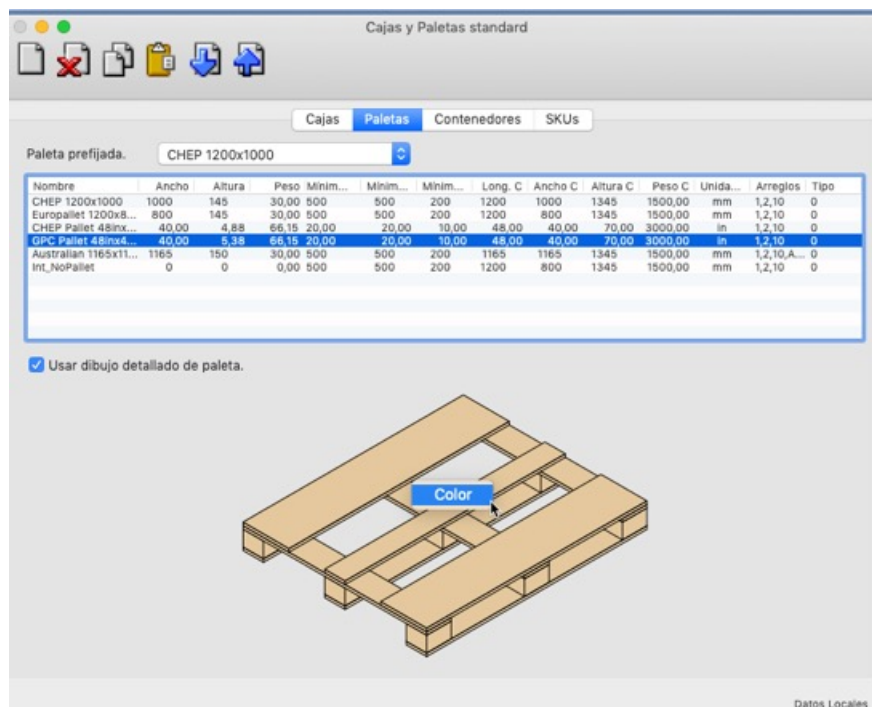 Cajas y Paletas standard
Cajas Paletas Contenedores SKUs
Paleta prefijada. CHEP 1200x1000
Nombre Ancho Altura Peso Mínim... Mínim... Mínim... Long. C Ancho C Altura C Peso C Unida... Arreglos Tipo
CHEP 1200x1000 1000 145 30,00 500 500 200 1200 1000 1345 1500,00 mm 1,2,10 0
Europallet 1200x8... 800 145 30,00 500 500 200 1200 800 1345 1500,00 mm 1,2,10 0
CHEP Pallet 48inx... 40,00 4,88 66,15 20,00 20,00 10,00 48,00 40,00 70,00 3000,00 in 1,2,10 0
GPC Pallet 48inx4... 40,00 5,38 66,15 20,00 20,00 10,00 48,00 40,00 70,00 3000,00 in 1,2,10 0
Australian 1165x11... 1165 150 30,00 500 500 200 1165 1165 1345 1500,00 mm 1,2,10,A... 0
Int_NoPallet 0 0 0,00 500 500 200 1200 800 1345 1500,00 mm 1,2,10 0
Usar dibujo detallado de paleta.
Color
Datos Locales